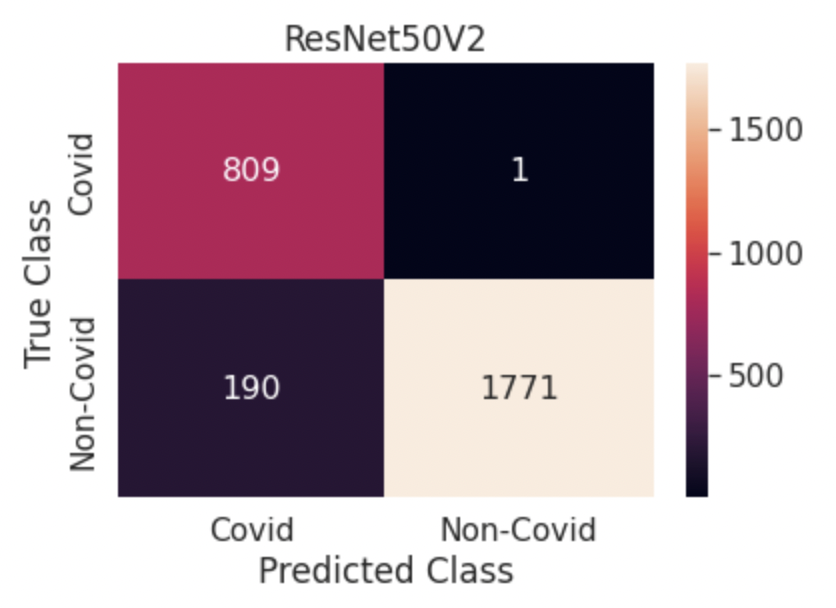 ResNet50V2
True Class
Covid
Non-Covid
809
1
190
1771
Covid
Non-Covid
Predicted Class
1500
1000
500